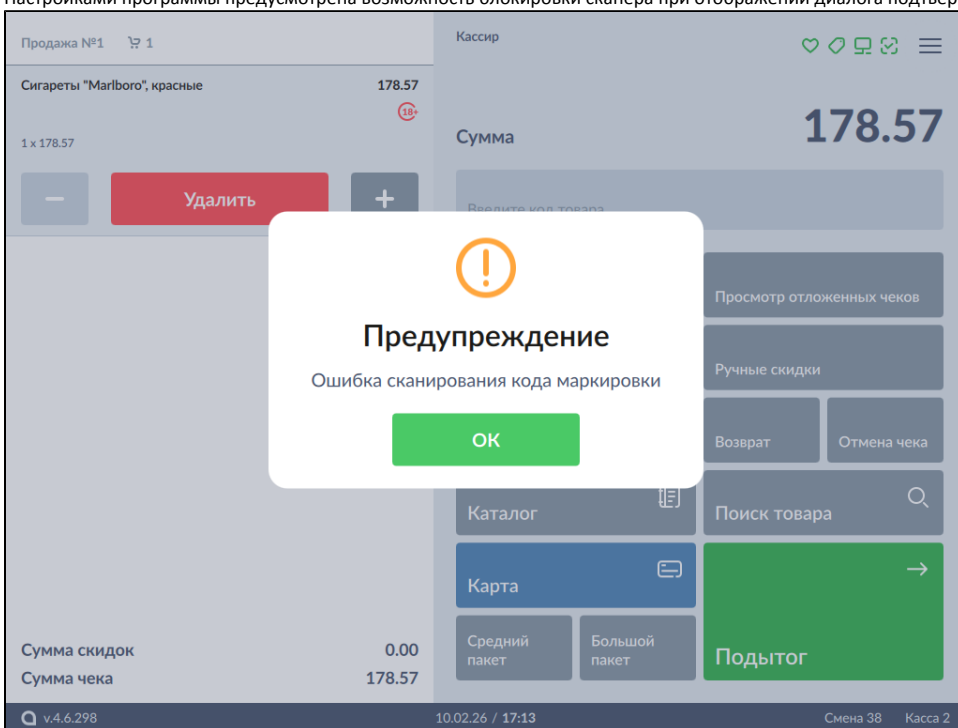 Настройками программы предусмотрена возможность блокировки сканера при отображении диалога подтвер
Продажа №1 1
Кассир
Сигареты "Marlboro", красные 178.57
18+
1 x 178.57
Сумма 178.57
Удалить
Введите код товара
Предупреждение
Ошибка сканирования кода маркировки
ОК
Просмотр отложенных чеков
Ручные скидки
Возврат
Отмена чека
Каталог
Поиск товара
Карта
Средний
пакет
Большой
пакет
Подытог
Сумма скидок 0.00
Сумма чека 178.57
v.4.6.298
10.02.26 / 17:13
Смена 38 Касса 2